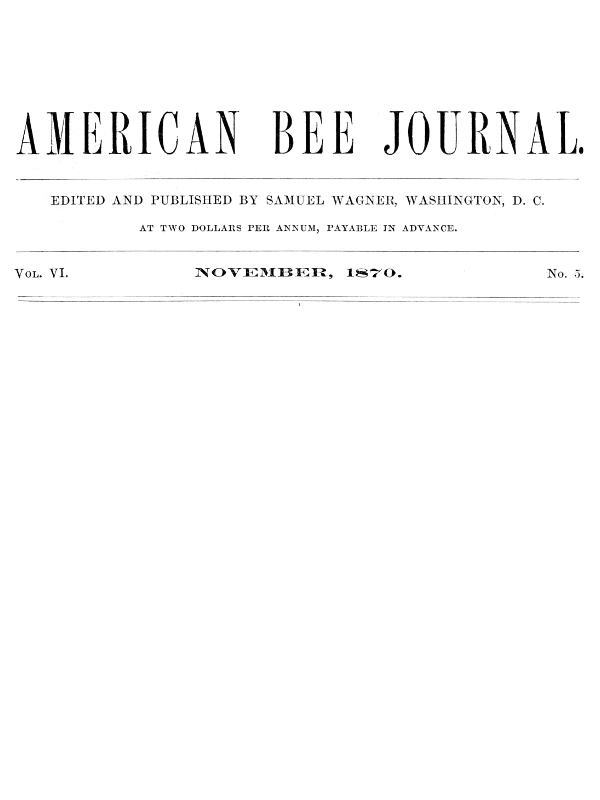 AMERICAN BEE JOURNAL.
EDITED AND PUBLISHED BY SAMUEL WAGNER, WASHINGTON, D. C.
AT TWO DOLLARS PER ANNUM, PAYABLE IN ADVANCE.
VOL. VI. NOVEMBER, 1870. No. 5.